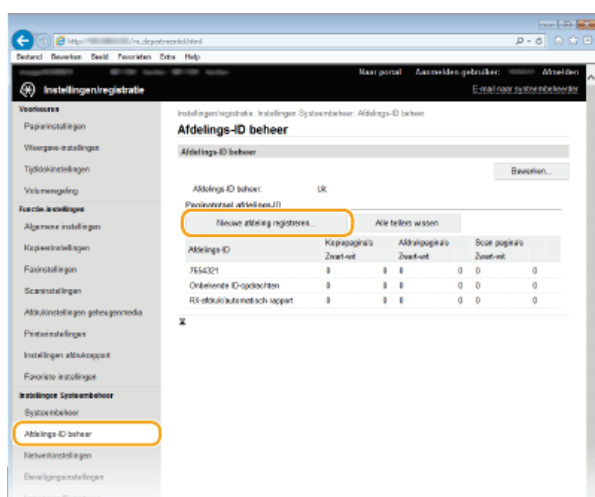 http://
/m_departmentid.html
Bestand Bewerken Beeld Favorieten Extra Help
Naar portal Aanmelden gebruiker: Afmelden
Instellingen/registratie
E-mail naar systeembeheerder
Voorkeuren
Papierinstellingen
Weergave-instellingen
Tijdklokinstellingen
Volumeregeling
Functie-instellingen
Algemene instellingen
Kopieerinstellingen
Faxinstellingen
Scaninstellingen
Afdrukinstellingen geheugenmedia
Printerinstellingen
Instellingen afdrukrapport
Favoriete instellingen
Instellingen Systeembeheer
Systeembeheer
Afdelings-ID beheer
Netwerkinstellingen
Beveiligingsinstellingen
Instellingen/registratie: Instellingen Systeembeheer: Afdelings-ID beheer
Afdelings-ID beheer
Afdelings-ID beheer
Bewerken...
Afdelings-ID beheer: Uit
Paginatotaal afdelings-ID
Nieuwe afdeling registreren... Alle tellers wissen
Afdelings-ID Kopiepagina's Afdrukpagina's Scan pagina's
Zwart-wit Zwart-wit Zwart-wit
7654321 0 0 0 0 0 0
Onbekende ID-opdrachten 0 0 0 0 0 0
RX-afdruk/automatisch rapport 0 0 0 0 0 0